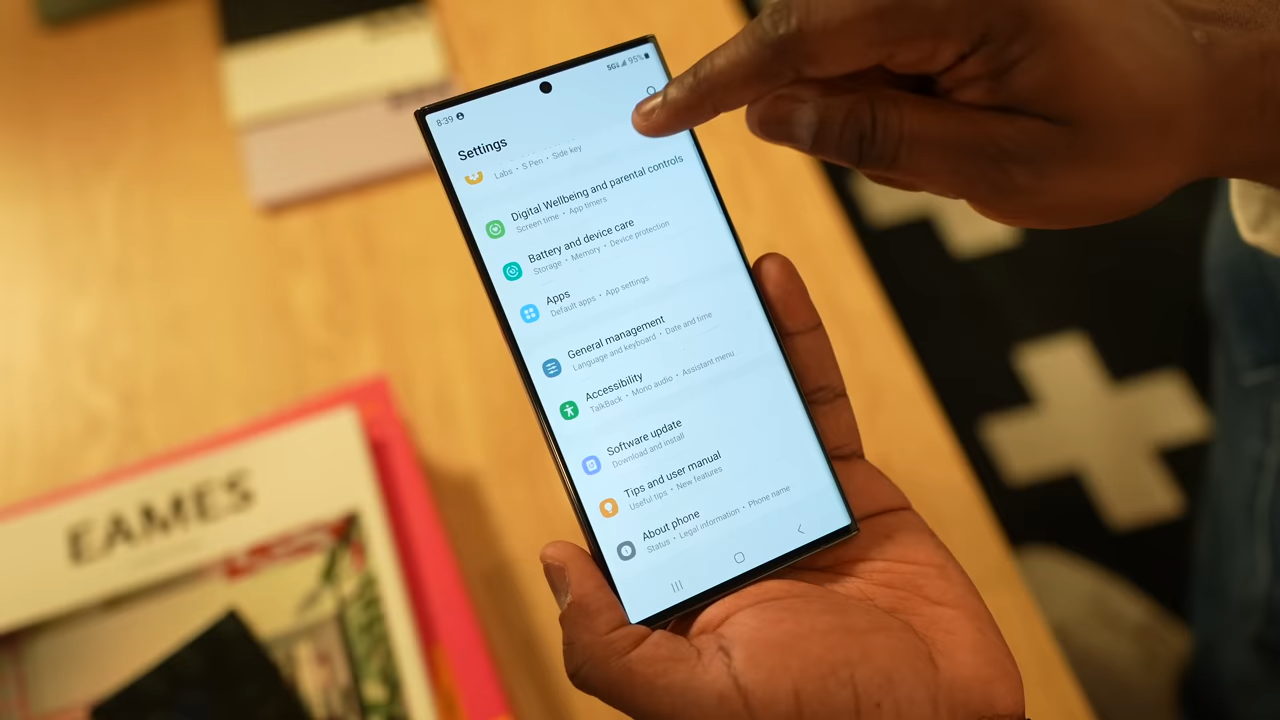 8:39
5G 95%
Settings
Labs • S Pen • Side key
Digital Wellbeing and parental controls
Screen time • App timers
Battery and device care
Storage • Memory • Device protection
Apps
Default apps • App settings
General management
Language and keyboard • Date and time
Accessibility
TalkBack • Mono audio • Assistant menu
Software update
Download and install
Tips and user manual
Useful tips • New features
About phone
Status • Legal information • Phone name
EAMES